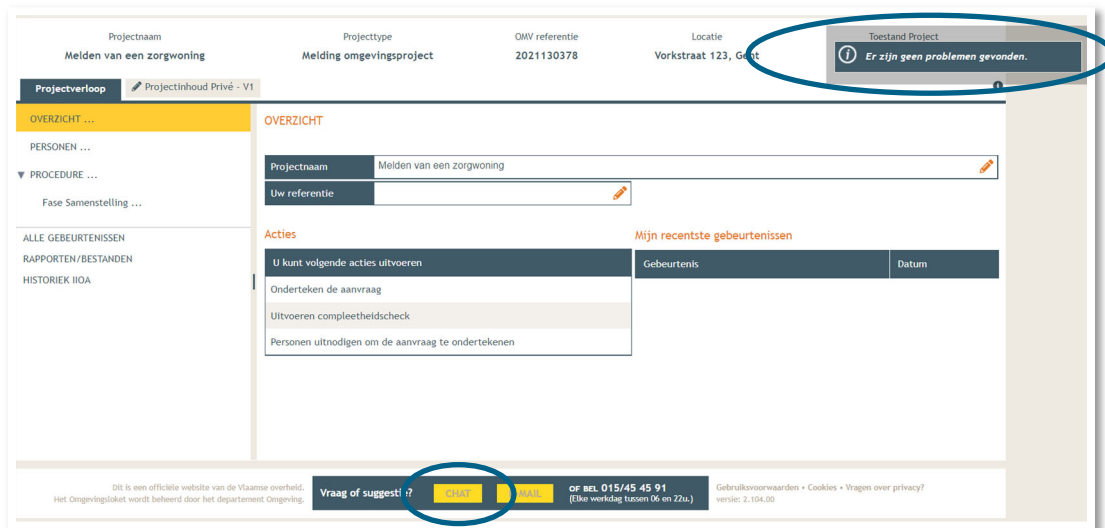 Projectnaam
Melden van een zorgwoning
Projecttype
Melding omgevingsproject
OMV referentie
2021130378
Locatie
Vorkstraat 123, Gent
Toestand Project
Er zijn geen problemen gevonden.
Projectverloop
Projectinhoud Privé - V1
OVERZICHT ...
PERSONEN ...
PROCEDURE ...
Fase Samenstelling ...
ALLE GEBEURTENISSEN
RAPPORTEN/BESTANDEN
HISTORIEK IIOA
OVERZICHT
Projectnaam
Melden van een zorgwoning
Uw referentie
Acties
U kunt volgende acties uitvoeren
Onderteken de aanvraag
Uitvoeren compleetheidscheck
Personen uitnodigen om de aanvraag te ondertekenen
Mijn recentste gebeurtenissen
Gebeurtenis Datum
Dit is een officiële website van de Vlaamse overheid.
Het Omgevingsloket wordt beheerd door het departement Omgeving.
Vraag of suggestie?
CHAT
MAIL
OF BEL 015/45 45 91
(Elke werkdag tussen 06 en 22u.)
Gebruiksvoorwaarden • Cookies • Vragen over privacy?
versie: 2.104.00